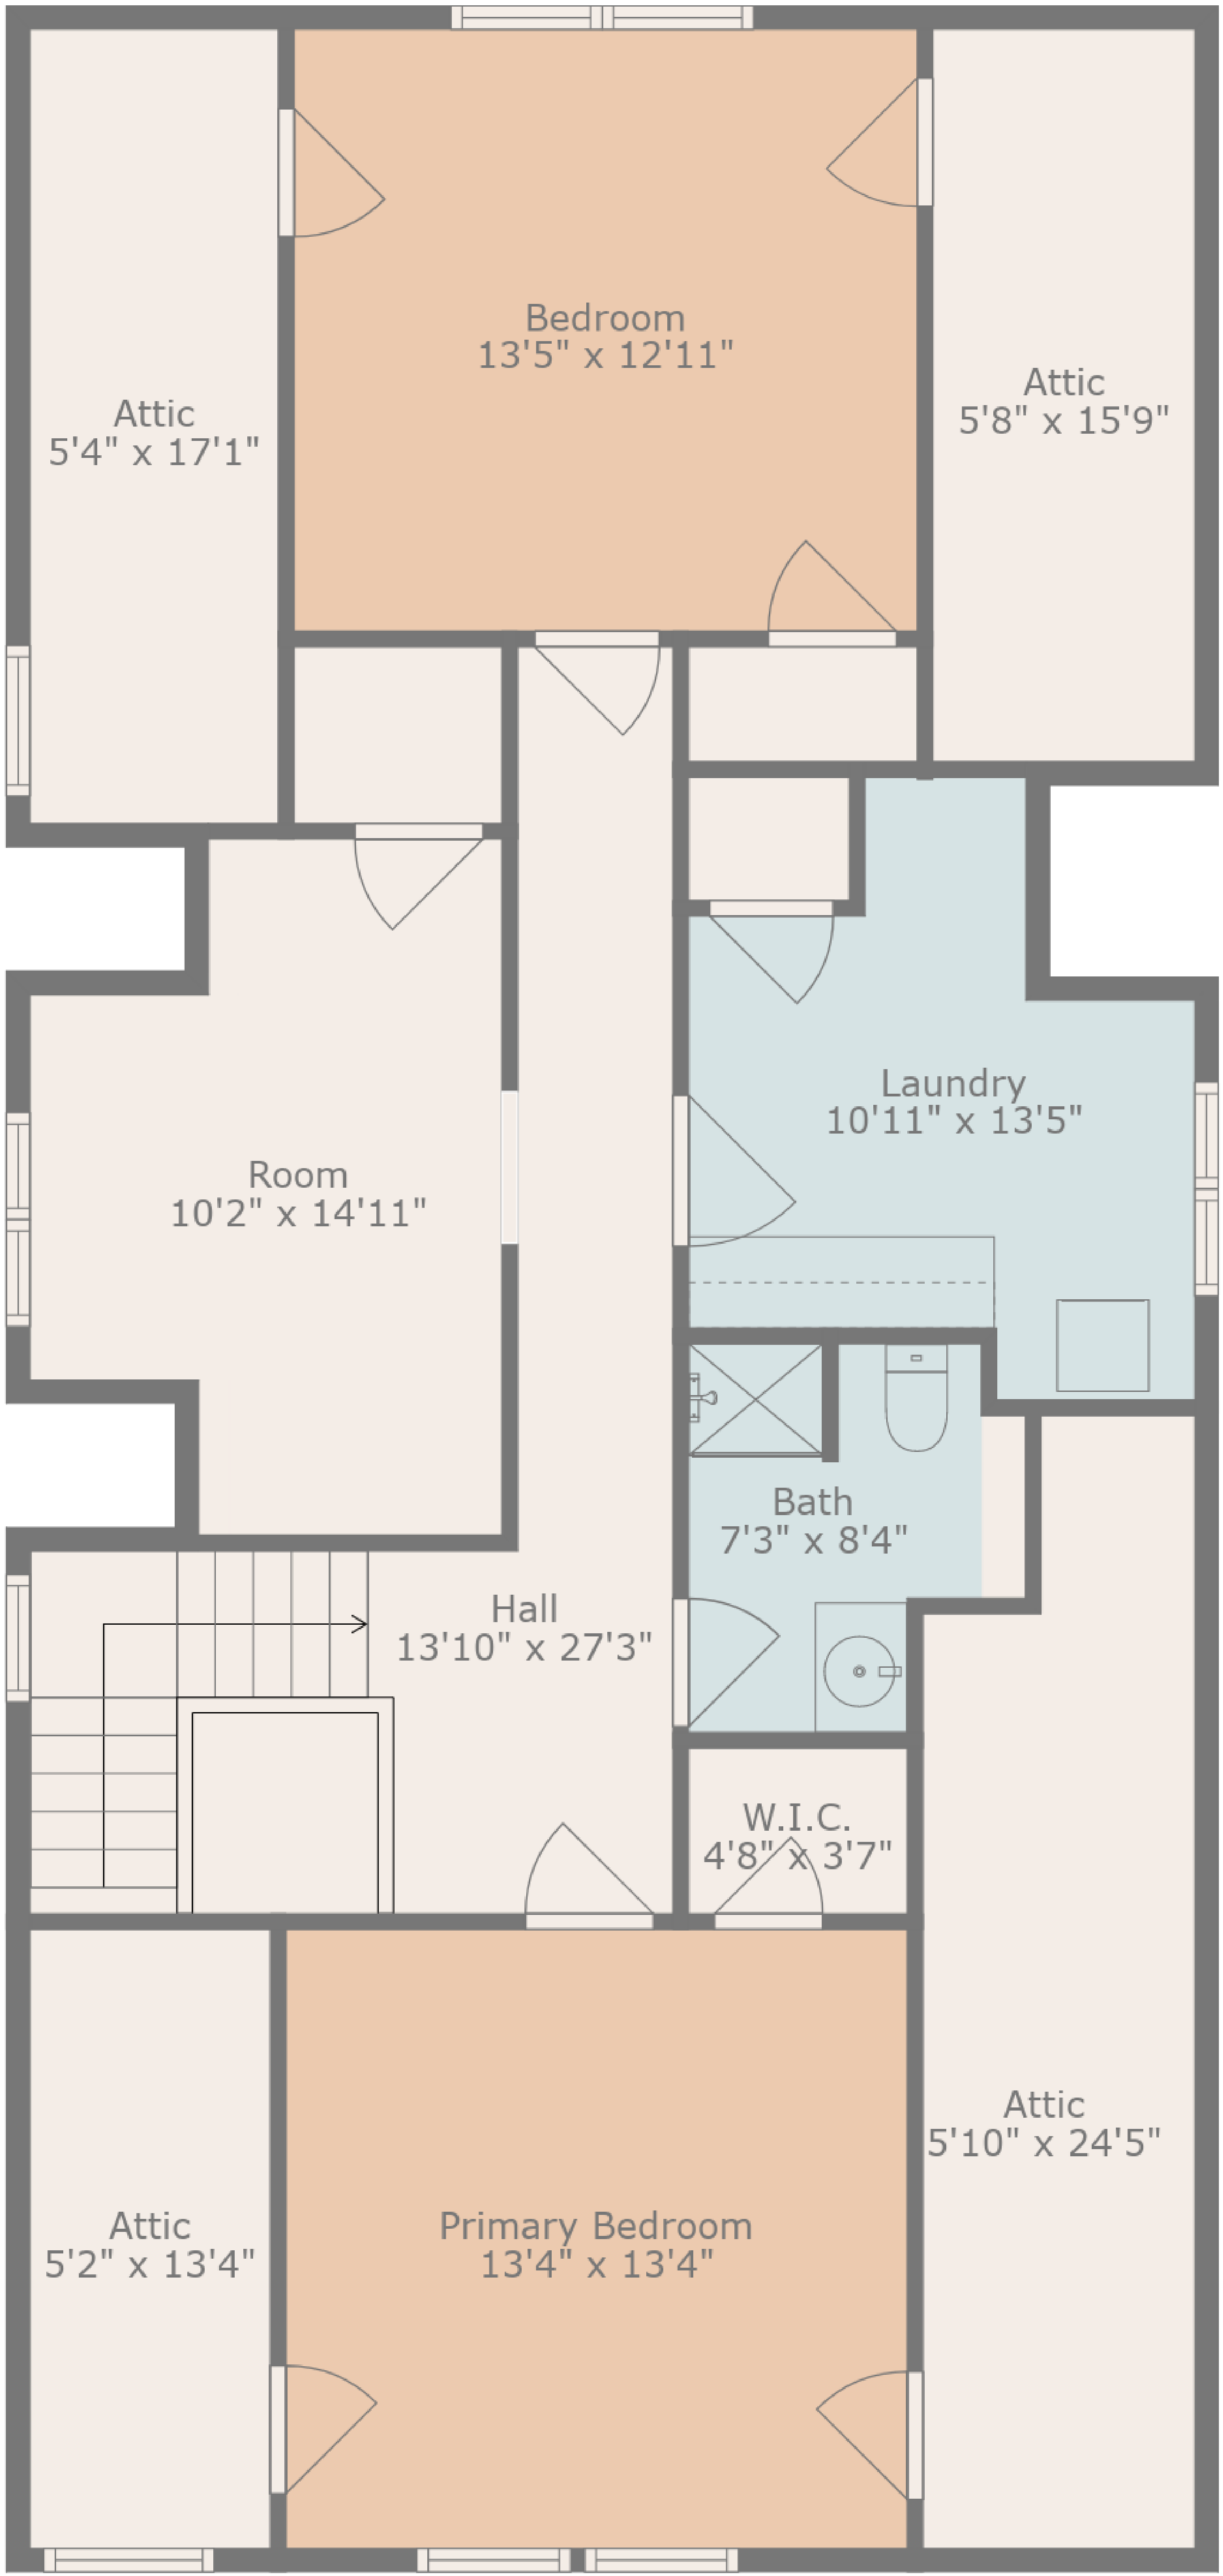 Bedroom
13'5" x 12'11"
Attic
5'8" x 15'9"
Attic
5'4" x 17'1"
Laundry
10'11" x 13'5"
Room
10'2" x 14'11"
Bath
7'3" x 8'4"
Hall
13'10" x 27'3"
W.I.C.
4'8" x 3'7"
Attic
5'10" x 24'5"
Attic
5'2" x 13'4"
Primary Bedroom
13'4" x 13'4"